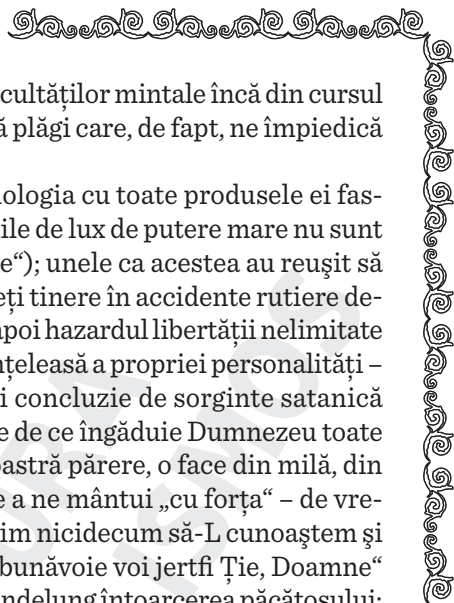 cultăților mintale încă din cursul
ă plăgi care, de fapt, ne împiedică
ologia cu toate produsele ei fas-
ile de lux de putere mare nu sunt
e“); unele ca acestea au reușit să
eți tinere în accidente rutiere de-
apoi hazardul libertății nelimitate
nțeleasă a propriei personalități –
i concluzie de sorginte satanică
e de ce îngăduie Dumnezeu toate
oastră părere, o face din milă, din
e a ne mântui „cu forța“ – de vre-
im nicidecum să-L cunoaștem și
bunăvoie voi jertfi Ție, Doamne“
ndelung întoarcerea păcătosului;